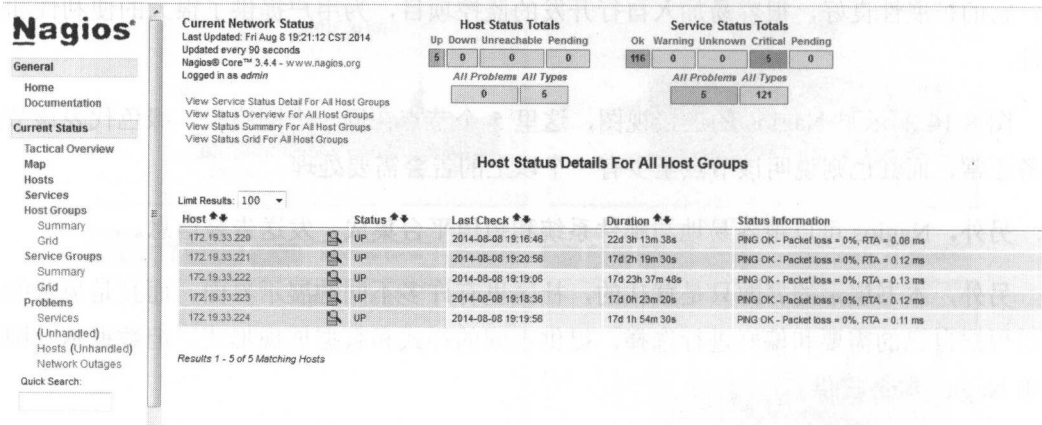 Nagios®
General
Home
Documentation
Current Status
Tactical Overview
Map
Hosts
Services
Host Groups
Summary
Grid
Service Groups
Summary
Grid
Problems
Services
(Unhandled)
Hosts (Unhandled)
Network Outages
Quick Search:
Current Network Status
Last Updated: Fri Aug 8 19:21:12 CST 2014
Updated every 90 seconds
Nagios® Core™ 3.4.4 - www.nagios.org
Logged in as admin
View Service Status Detail For All Host Groups
View Status Overview For All Host Groups
View Status Summary For All Host Groups
View Status Grid For All Host Groups
Host Status Totals
Up Down Unreachable Pending
5 0 0 0
All Problems All Types
0 5
Service Status Totals
Ok Warning Unknown Critical Pending
116 0 0 5 0
All Problems All Types
5 121
Host Status Details For All Host Groups
Limit Results: 100
Host Status Last Check Duration Status Information
172.19.33.220 UP 2014-08-08 19:16:46 22d 3h 13m 38s PING OK - Packet loss = 0%, RTA = 0.08 ms
172.19.33.221 UP 2014-08-08 19:20:56 17d 2h 19m 30s PING OK - Packet loss = 0%, RTA = 0.12 ms
172.19.33.222 UP 2014-08-08 19:19:06 17d 23h 37m 48s PING OK - Packet loss = 0%, RTA = 0.13 ms
172.19.33.223 UP 2014-08-08 19:18:36 17d 0h 23m 20s PING OK - Packet loss = 0%, RTA = 0.12 ms
172.19.33.224 UP 2014-08-08 19:19:56 17d 1h 54m 30s PING OK - Packet loss = 0%, RTA = 0.11 ms
Results 1 - 5 of 5 Matching Hosts